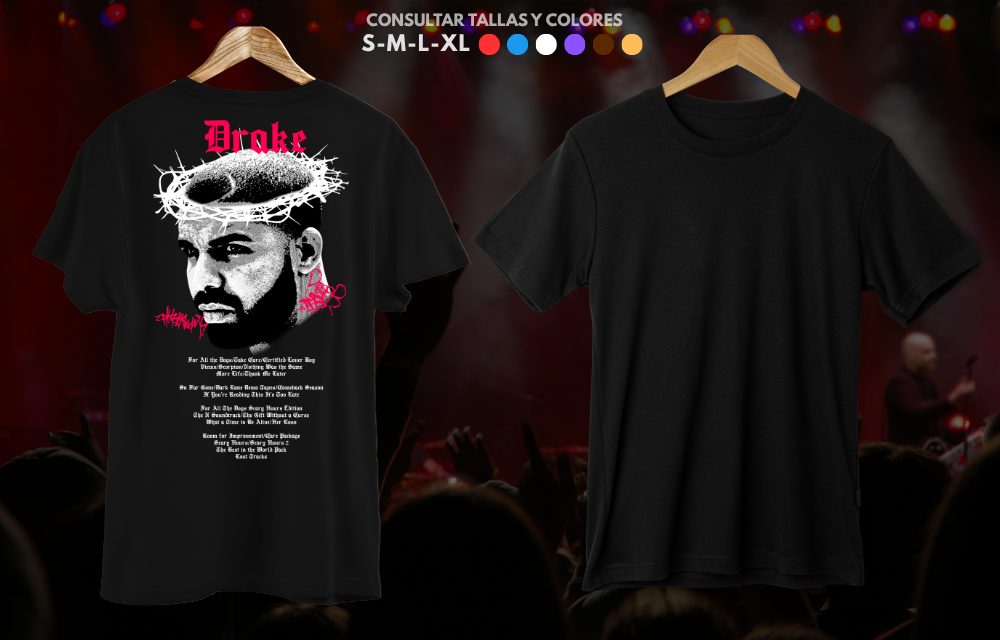 CONSULTAR TALLAS Y COLORES
S-M-L-XL
Drake
For All the Dogs/Take Care/Certified Lover Boy
Views/Scorpion/Nothing Was the Same
More Life/Thank Me Later
So Far Gone/Dark Lane Demo Tapes/Comeback Season
If You're Reading This It's Too Late
For All The Dogs Scary Hours Edition
The N Soundtrack/The Gift Without a Curse
What a Time to Be Alive/Her Loss
Room for Improvement/Care Package
Scary Hours/Scary Hours 2
The Best in the World Pack
Lost Tracks